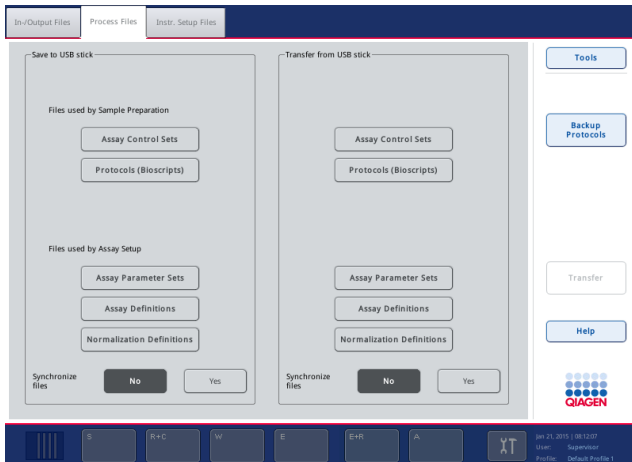 In-/Output Files
Process Files
Instr. Setup Files
Save to USB stick
Files used by Sample Preparation
Assay Control Sets
Protocols (Bioscripts)
Files used by Assay Setup
Assay Parameter Sets
Assay Definitions
Normalization Definitions
Synchronize
files
No
Yes
Transfer from USB stick
Assay Control Sets
Protocols (Bioscripts)
Assay Parameter Sets
Assay Definitions
Normalization Definitions
Synchronize
files
No
Yes
Tools
Backup
Protocols
Transfer
Help
QIAGEN
S
R+C
W
E
E+R
A
Jan 21, 2015 | 08:12:07
User: Supervisor
Profile: Default Profile 1